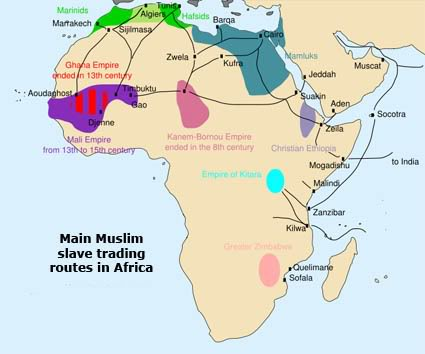 Marinids
Tunis
Algiers
Hafsids
Marrakech
Sijilmasa
Barqa
Cairo
Mamluks
Ghana Empire
ended in 13th century
Zwela
Kufra
Muscat
Jeddah
Aoudaghost
Timbuktu
Gao
Suakin
Aden
Djenne
Zeila
Socotra
Mali Empire
from 13th to 15th century
Kanem-Bornou Empire
ended in the 8th century
Christian Ethiopia
Mogadishu
to India
Empire of Kitara
Malindi
Zanzibar
Kilwa
Main Muslim
slave trading
routes in Africa
Greater Zimbabwe
Quelimane
Sofala